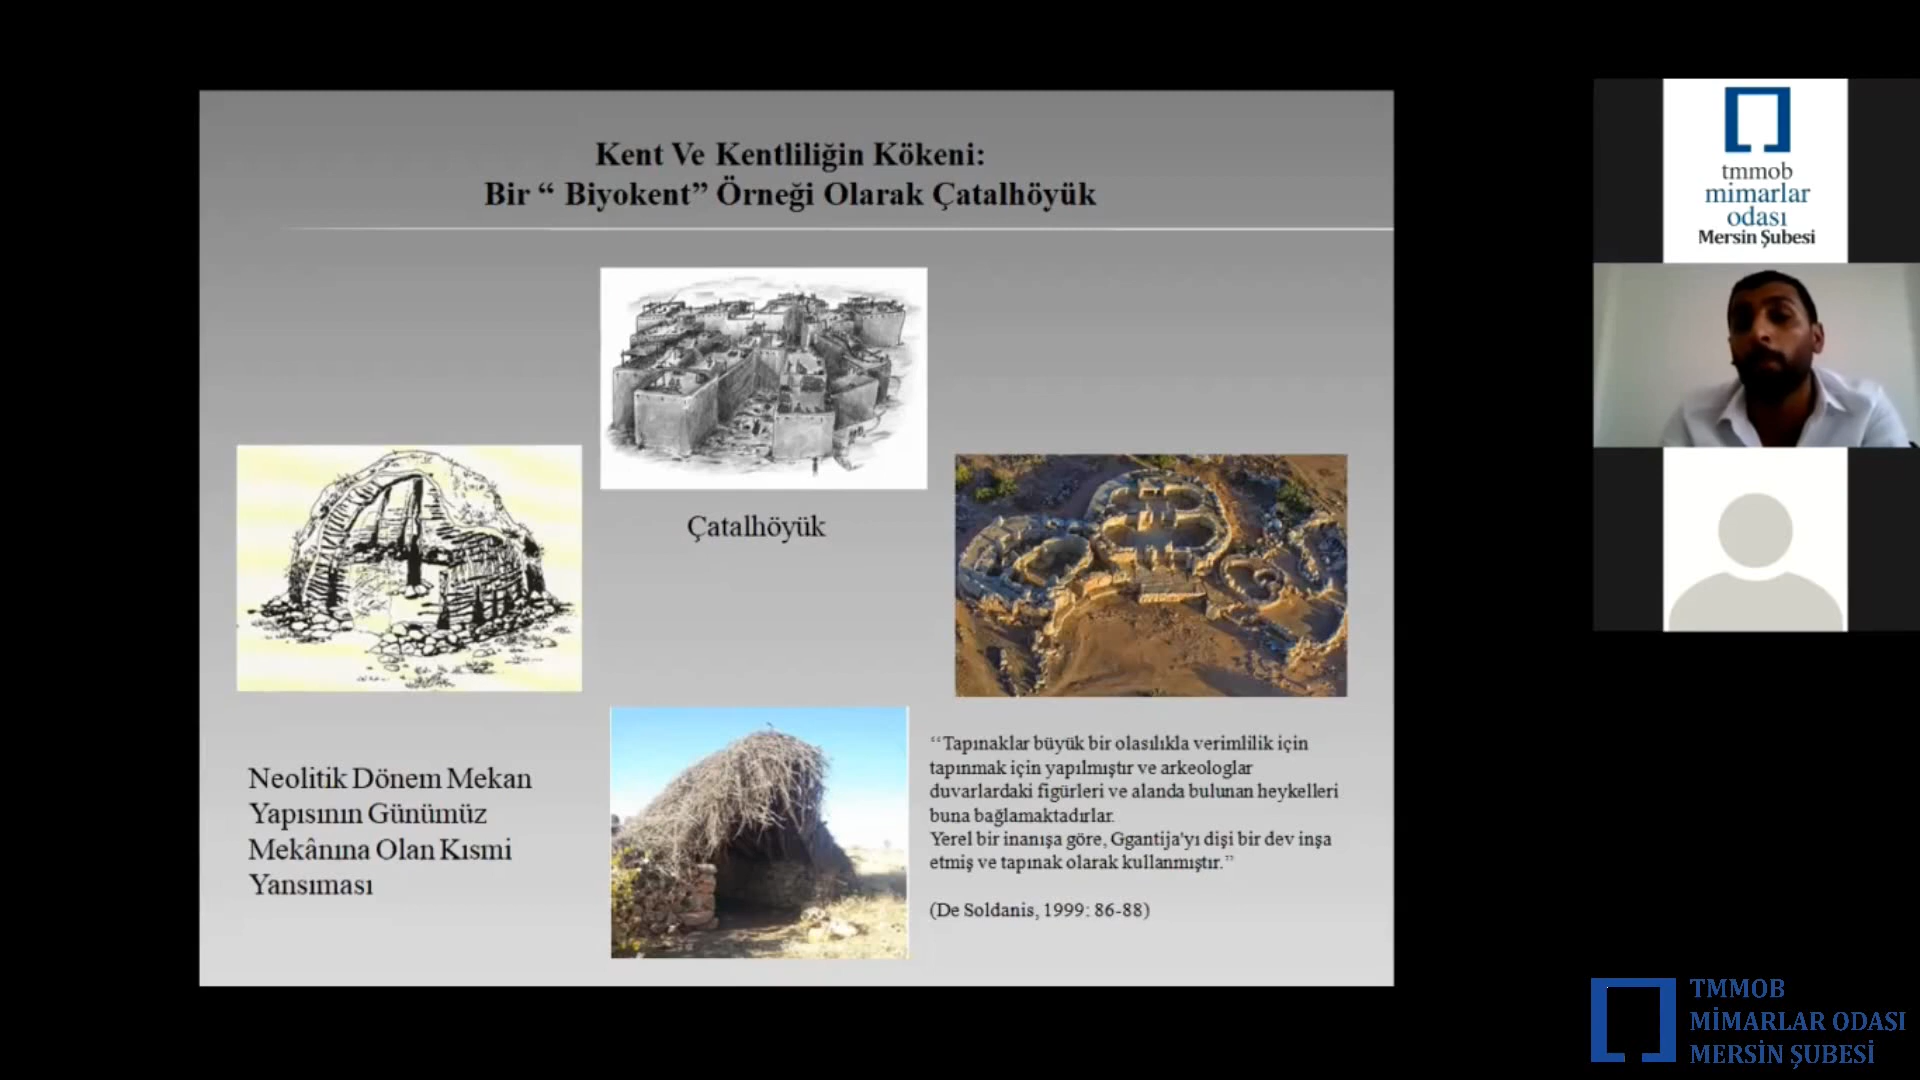 Kent Ve Kentliliğin Kökeni:
Bir “ Biyokent” Örneği Olarak Çatalhöyük
Çatalhöyük
Neolitik Dönem Mekan
Yapısının Günümüz
Mekânına Olan Kısmi
Yansıması
‘‘Tapınaklar büyük bir olasılıkla verimlilik için
tapınmak için yapılmıştır ve arkeologlar
duvarlardaki figürleri ve alanda bulunan heykelleri
buna bağlamaktadırlar.
Yerel bir inanışa göre, Ggantija'yı dişi bir dev inşa
etmiş ve tapınak olarak kullanmıştır.’’
(De Soldanis, 1999: 86-88)
tmmob
mimarlar
odası
Mersin Şubesi
TMMOB
MİMARLAR ODASI
MERSİN ŞUBESİ